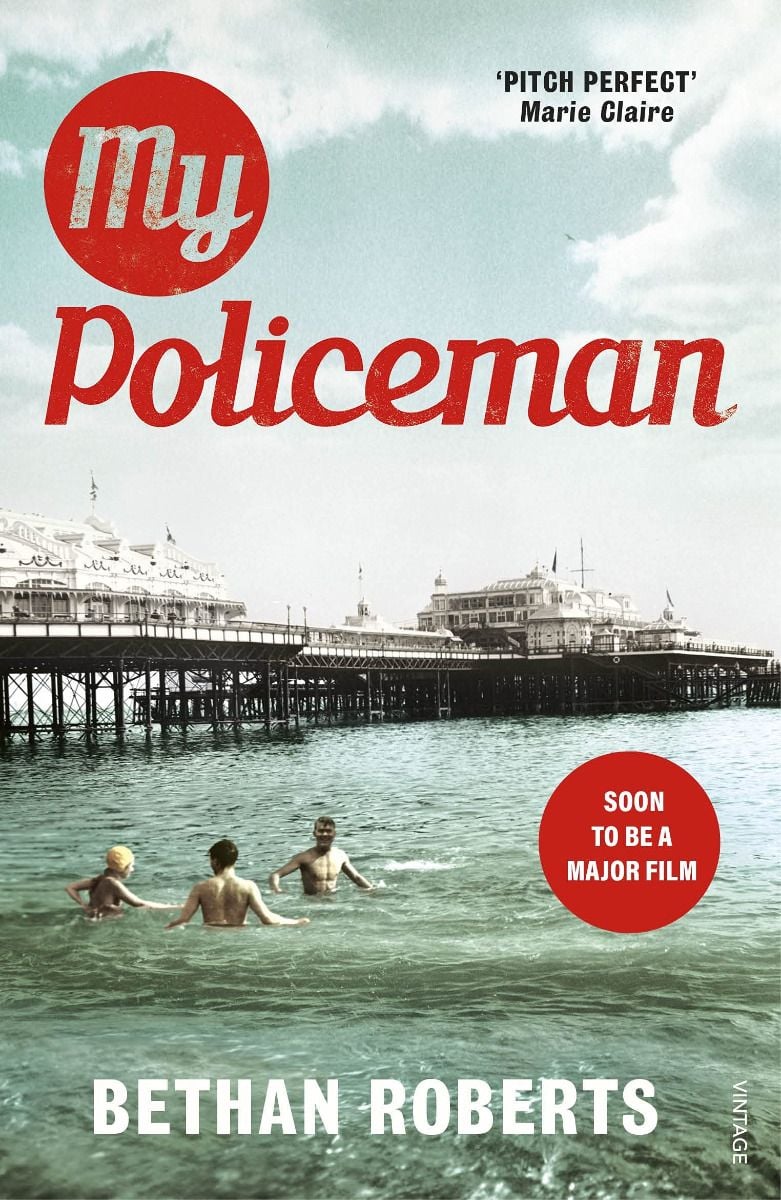 'PITCH PERFECT'
Marie Claire
My
Policeman
SOON
TO BE A
MAJOR FILM
BETHAN ROBERTS
VINTAGE